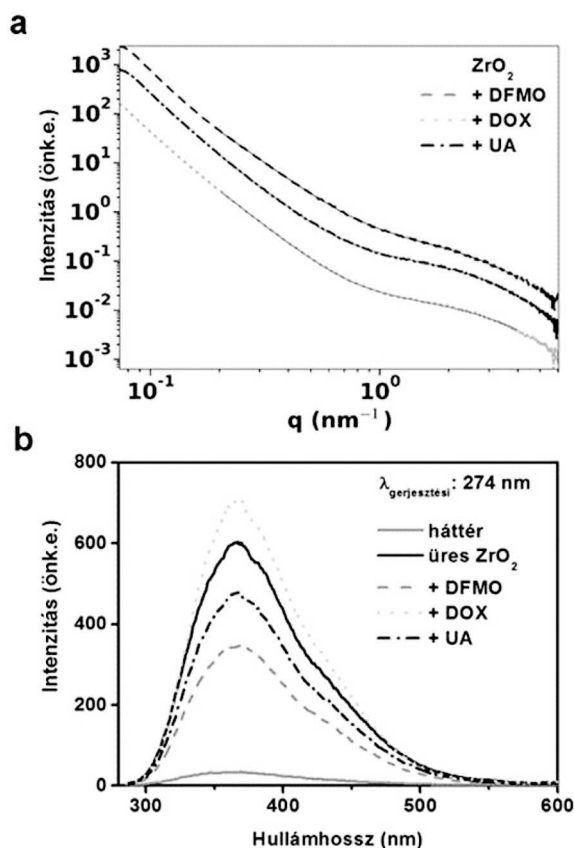 a
Intenzitás (önk.e.)
10³
10²
10¹
10⁰
10⁻¹
10⁻²
10⁻³
ZrO₂
+ DFMO
+ DOX
+ UA
10⁻¹
10⁰
q (nm⁻¹)
b
Intenzitás (önk.e.)
800
600
400
200
0
λgerjesztési: 274 nm
háttér
üres ZrO₂
+ DFMO
+ DOX
+ UA
300
400
500
600
Hullámhossz (nm)